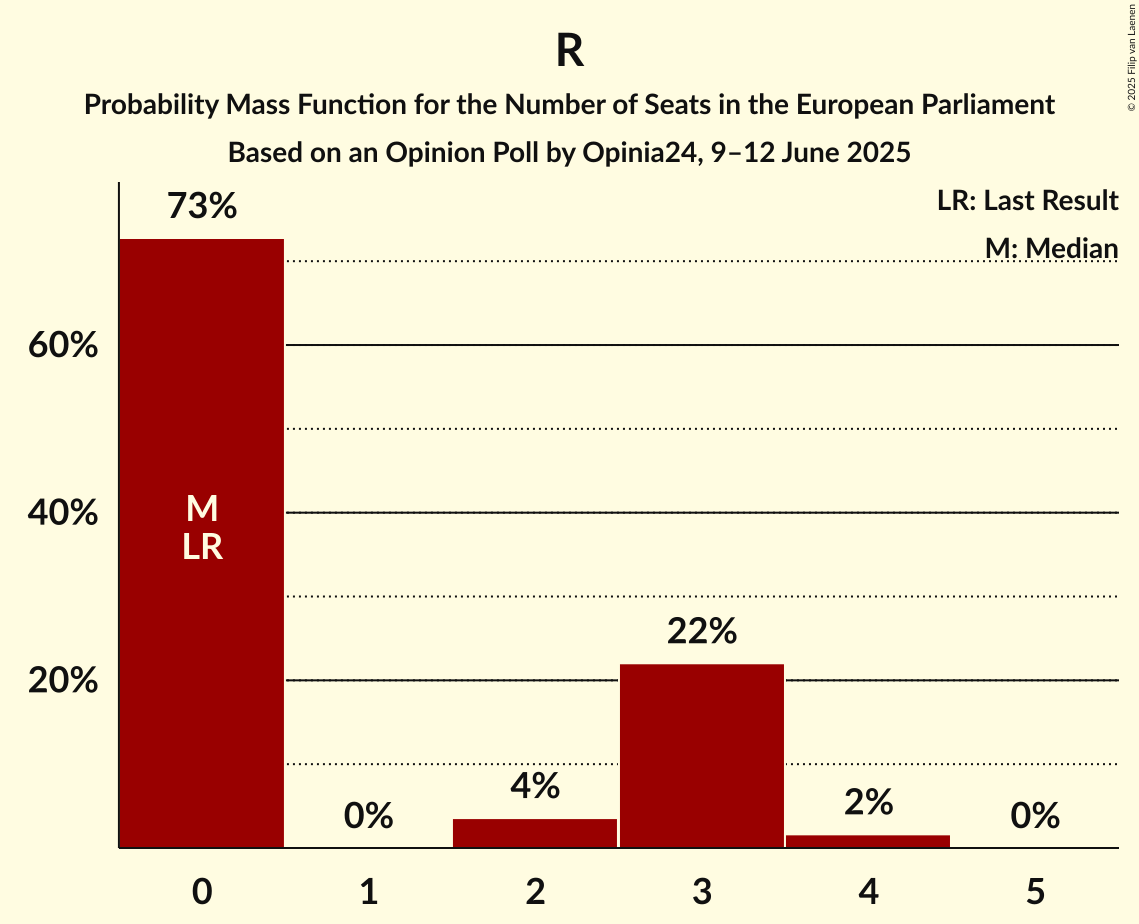 R
Probability Mass Function for the Number of Seats in the European Parliament
Based on an Opinion Poll by Opinia24, 9–12 June 2025
© 2025 Filip van Laenen
LR: Last Result
M: Median
73%
60%
40%
20%
M
LR
0%
4%
22%
2%
0%
0 1 2 3 4 5